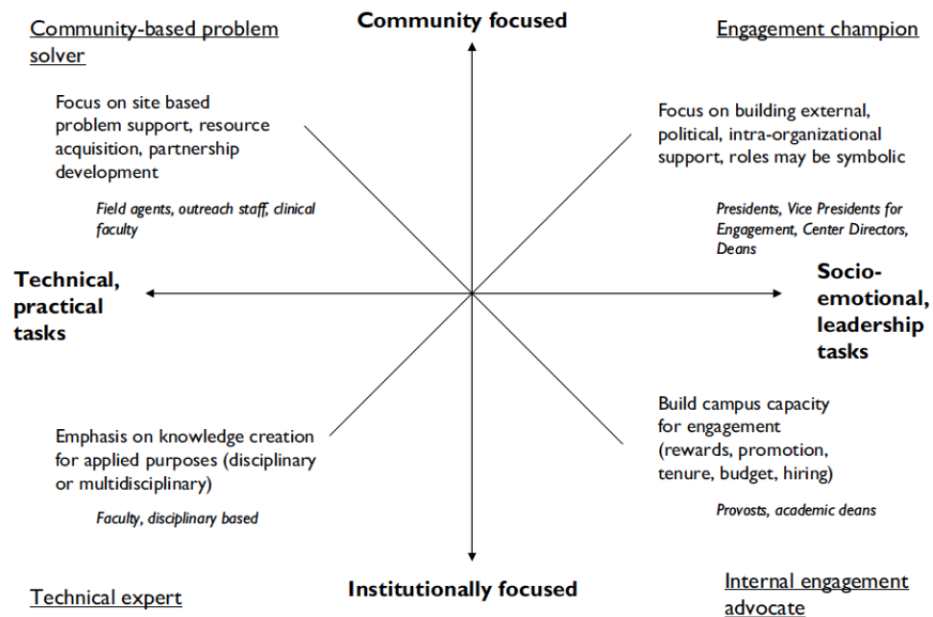 Community focused
Community-based problem
solver
Focus on site based
problem support, resource
acquisition, partnership
development
Field agents, outreach staff, clinical
faculty
Engagement champion
Focus on building external,
political, intra-organizational
support, roles may be symbolic
Presidents, Vice Presidents for
Engagement, Center Directors,
Deans
Technical,
practical
tasks
Socio-
emotional,
leadership
tasks
Emphasis on knowledge creation
for applied purposes (disciplinary
or multidisciplinary)
Faculty, disciplinary based
Technical expert
Build campus capacity
for engagement
(rewards, promotion,
tenure, budget, hiring)
Provosts, academic deans
Internal engagement
advocate
Institutionally focused